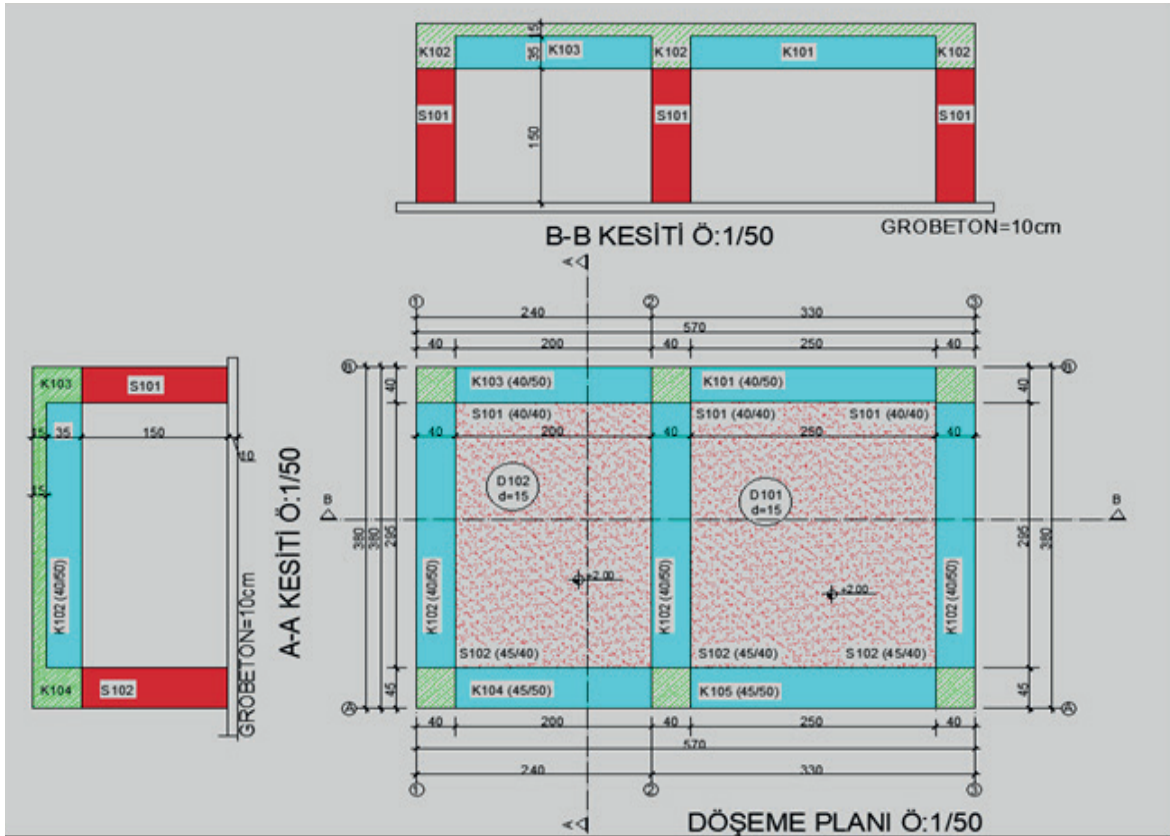 15
K102
35
K103
K102
K101
K102
S101
150
S101
S101
B-B KESİTİ Ö:1/50
GROBETON=10cm
A
1
2
3
240
330
570
40
200
40
250
40
K103
S101
15
35
150
10
15
K102 (40/50)
K104
S102
GROBETON=10cm
A-A KESİTİ Ö:1/50
B
B
380
380
40
295
45
A
K103 (40/50)
K101 (40/50)
S101 (40/40)
S101 (40/40)
S101 (40/40)
40
200
40
250
40
D102
d=15
D101
d=15
K102 (40/50)
K102 (40/50)
K102 (40/50)
+2.00
+2.00
S102 (45/40)
S102 (45/40)
S102 (45/40)
K104 (45/50)
K105 (45/50)
B
B
40
295
380
45
A
40
200
40
250
40
570
240
330
1
2
3
A
DÖŞEME PLANI Ö:1/50